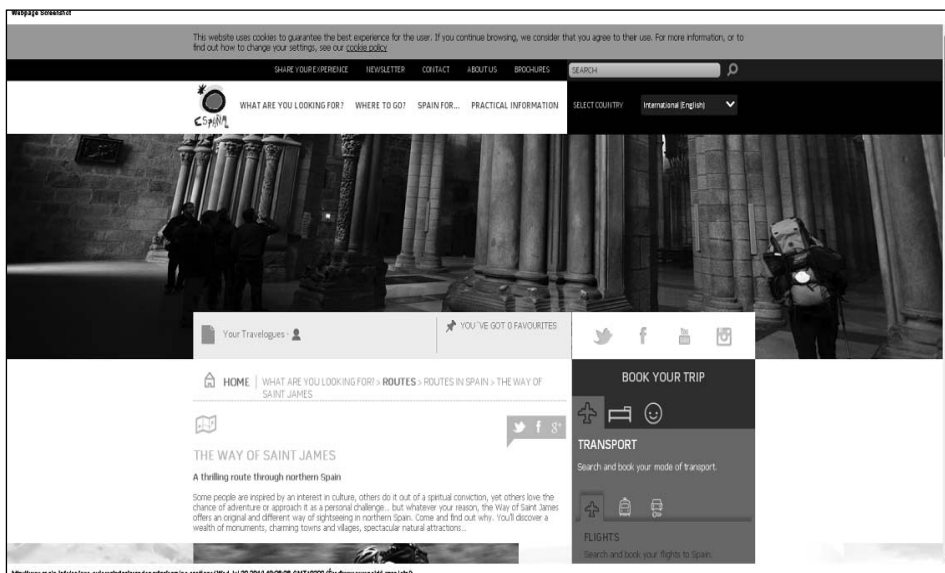 Webpage Screenshot
This website uses cookies to guarantee the best experience for the user. If you continue browsing, we consider that you agree to their use. For more information, or to
find out how to change your settings, see our cookie policy
SHARE YOUR EXPERIENCE NEWSLETTER CONTACT ABOUT US BROCHURES SEARCH
ESPAÑA
WHAT ARE YOU LOOKING FOR? WHERE TO GO? SPAIN FOR... PRACTICAL INFORMATION SELECT COUNTRY International (English)
Your Travelogues -
YOU ´VE GOT 0 FAVOURITES
You Tube
HOME WHAT ARE YOU LOOKING FOR? > ROUTES > ROUTES IN SPAIN > THE WAY OF
SAINT JAMES
THE WAY OF SAINT JAMES
A thrilling route through northern Spain
Some people are inspired by an interest in culture, others do it out of a spiritual conviction, yet others love the
chance of adventure or approach it as a personal challenge... but whatever your reason, the Way of Saint James
offers an original and different way of sightseeing in northern Spain. Come and find out why. You'll discover a
wealth of monuments, charming towns and villages, spectacular natural attractions...
BOOK YOUR TRIP
TRANSPORT
Search and book your mode of transport.
FLIGHTS
Search and book your flights to Spain.